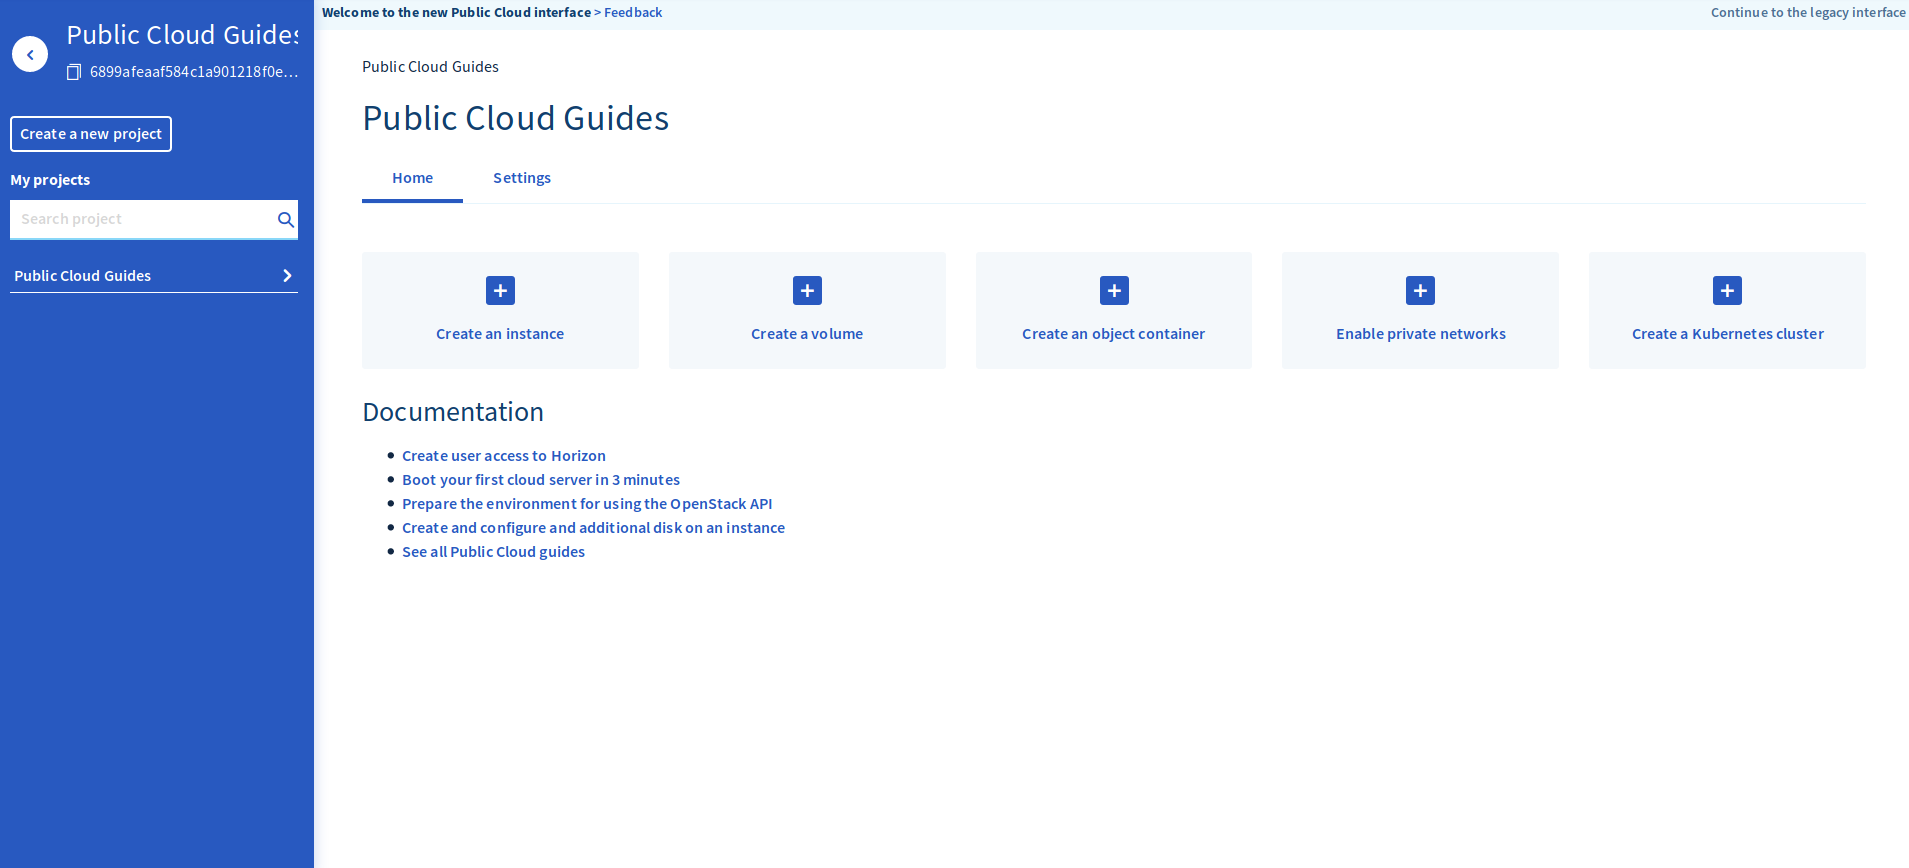 Public Cloud Guides
6899afeaaf584c1a901218f0e...
Create a new project
My projects
Search project
Public Cloud Guides
Welcome to the new Public Cloud interface > Feedback
Continue to the legacy interface
Public Cloud Guides
Public Cloud Guides
Home Settings
Create an instance
Create a volume
Create an object container
Enable private networks
Create a Kubernetes cluster
Documentation
Create user access to Horizon
Boot your first cloud server in 3 minutes
Prepare the environment for using the OpenStack API
Create and configure and additional disk on an instance
See all Public Cloud guides